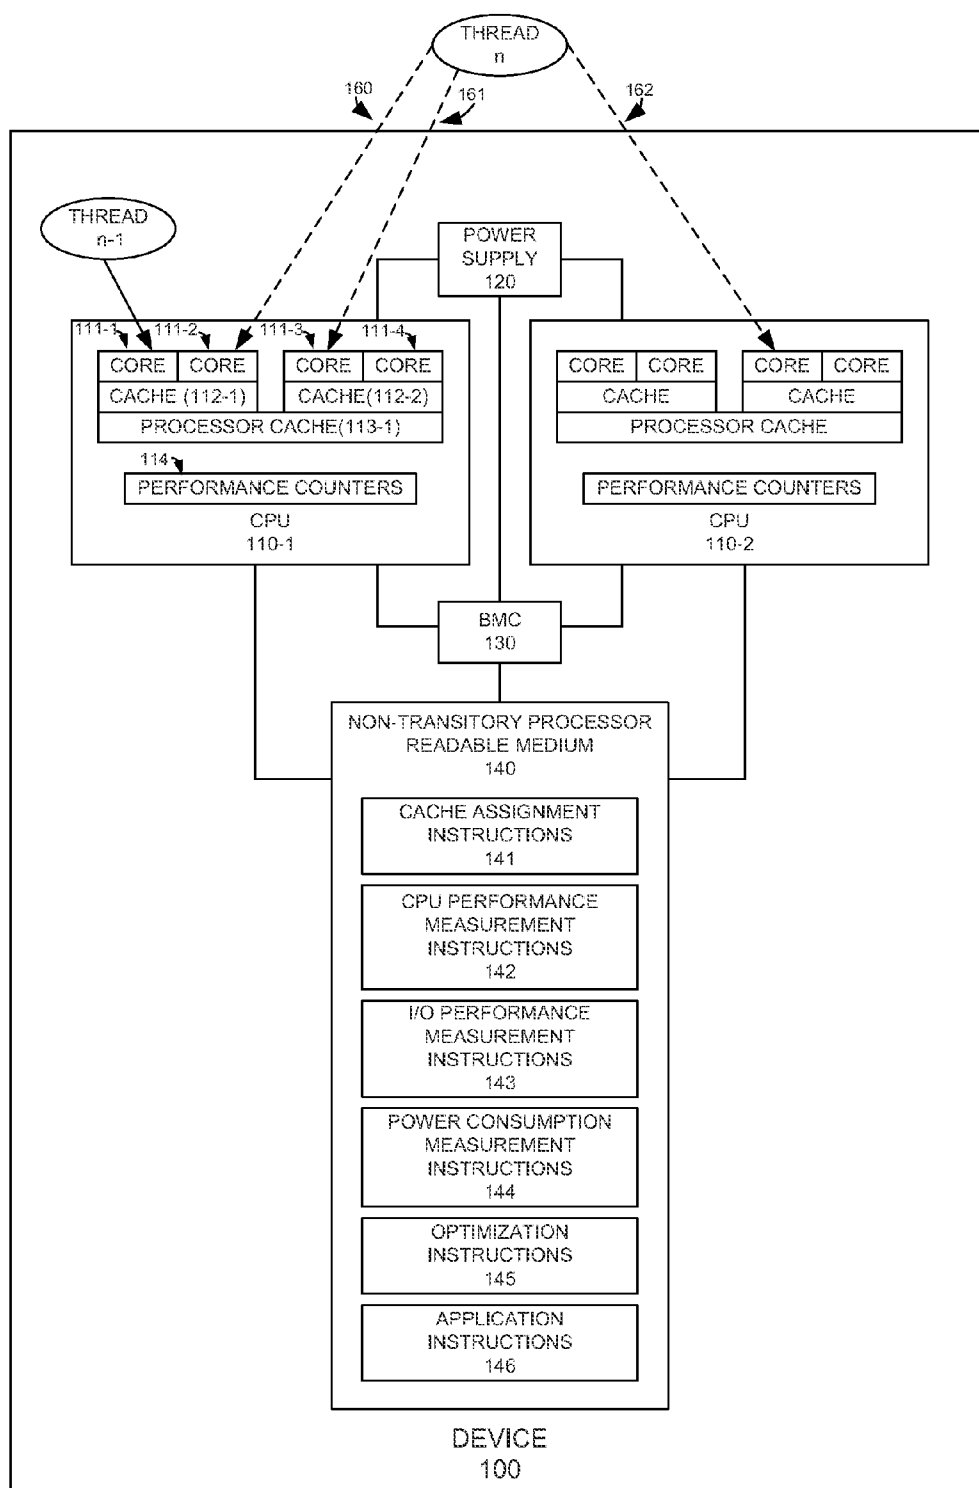 THREAD
n
160
161
162
THREAD
n-1
POWER
SUPPLY
120
111-1
111-2
111-3
111-4
CORE
CORE
CORE
CORE
CACHE (112-1)
CACHE(112-2)
PROCESSOR CACHE(113-1)
114
PERFORMANCE COUNTERS
CPU
110-1
CORE
CORE
CORE
CORE
CACHE
CACHE
PROCESSOR CACHE
PERFORMANCE COUNTERS
CPU
110-2
BMC
130
NON-TRANSITORY PROCESSOR
READABLE MEDIUM
140
CACHE ASSIGNMENT
INSTRUCTIONS
141
CPU PERFORMANCE
MEASUREMENT
INSTRUCTIONS
142
I/O PERFORMANCE
MEASUREMENT
INSTRUCTIONS
143
POWER CONSUMPTION
MEASUREMENT
INSTRUCTIONS
144
OPTIMIZATION
INSTRUCTIONS
145
APPLICATION
INSTRUCTIONS
146
DEVICE
100